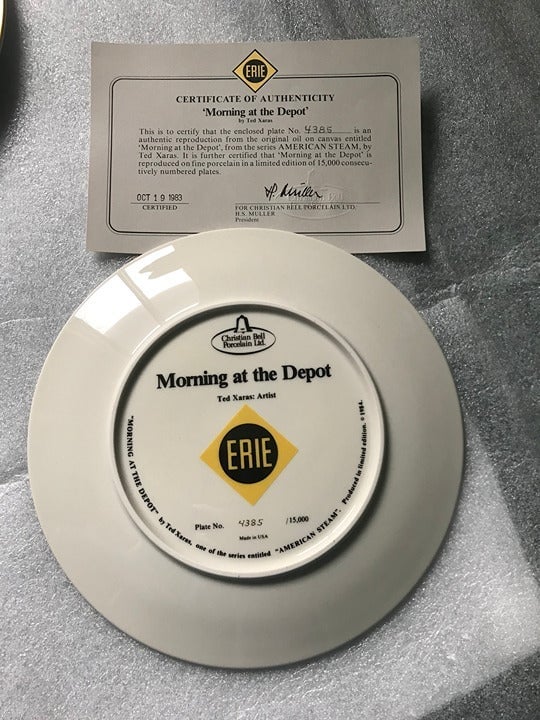 ERIE
CERTIFICATE OF AUTHENTICITY
'Morning at the Depot'
by Ted Xaras
This is to certify that the enclosed plate No. 4385 is an
authentic reproduction from the original oil on canvas entitled
'Morning at the Depot', from the series AMERICAN STEAM, by
Ted Xaras. It is further certified that 'Morning at the Depot' is
reproduced on fine porcelain in a limited edition of 15,000 consecu-
tively numbered plates.
OCT 19 1983
CERTIFIED
H. Muller
FOR CHRISTIAN BELL PORCELAIN LTD.
H.S. MULLER
President
Christian Bell
Porcelain Ltd.
Morning at the Depot
Ted Xaras: Artist
ERIE
Plate No. 4385 /15,000
Made in USA
"MORNING AT THE DEPOT" by Ted Xaras, one of the series entitled "AMERICAN STEAM". Produced in limited edition. © 1984.